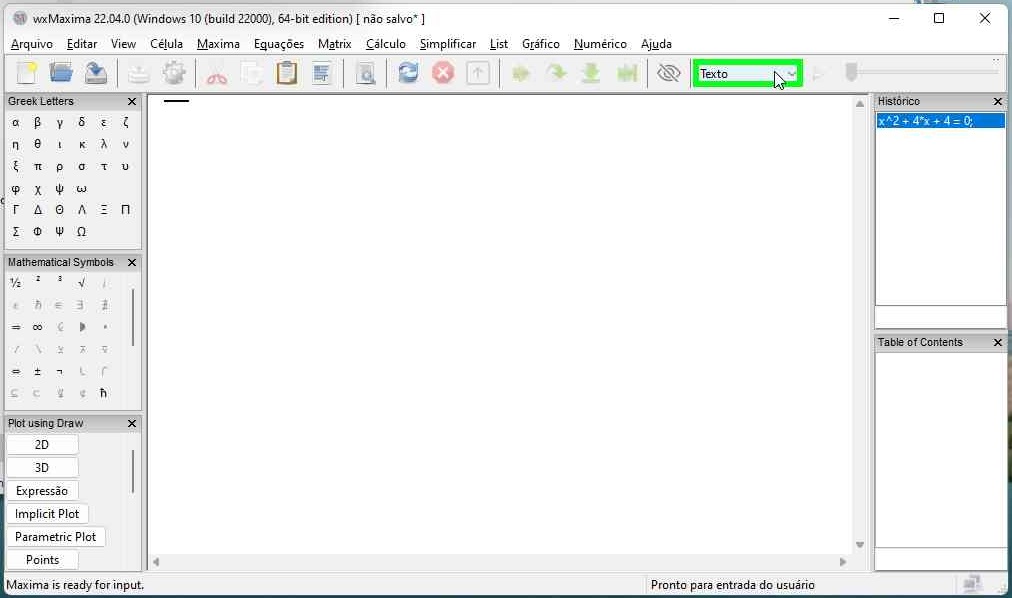 wxMaxima 22.04.0 (Windows 10 (build 22000), 64-bit edition) [ não salvo* ]
Arquivo Editar View Célula Maxima Equações Matrix Cálculo Simplificar List Gráfico Numérico Ajuda
Texto
Greek Letters
α β γ δ ε ζ
η θ ι κ λ ν
ξ π ρ σ τ υ
φ χ ψ ω
Γ Δ Θ Λ Ξ Π
Σ Φ Ψ Ω
Mathematical Symbols
½ ² ³ √
ħ ∈ ∃ ∄
⇒ ∞
⇔ ± ¬
⊆ ⊂ ħ
Plot using Draw
2D
3D
Expressão
Implicit Plot
Parametric Plot
Points
Histórico
x^2 + 4*x + 4 = 0;
Table of Contents
Maxima is ready for input.
Pronto para entrada do usuário